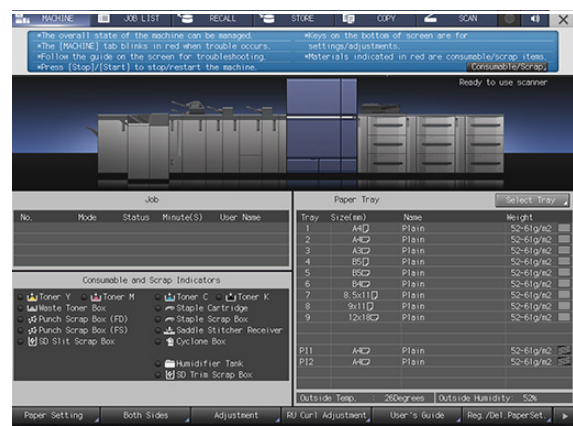 MACHINE JOB LIST RECALL STORE COPY SCAN
*The overall state of the machine can be managed.
*The [MACHINE] tab blinks in red when trouble occurs.
*Follow the guide on the screen for troubleshooting.
*Press [Stop]/[Start] to stop/restart the machine.
*Keys on the bottom of screen are for
settings/adjustments.
*Materials indicated in red are consumable/scrap items.
Consumable/Scrap
Ready to use scanner
Job
No. Mode Status Minute(S) User Name
Consumable and Scrap Indicators
Toner Y Toner M Toner C Toner K
Waste Toner Box Staple Cartridge
Punch Scrap Box (FD) Staple Scrap Box
Punch Scrap Box (FS) Saddle Stitcher Receiver
SD Slit Scrap Box Cyclone Box
Humidifier Tank
SD Trim Scrap Box
Paper Tray Select Tray
Tray Size(mm) Name Weight
1 A4 Plain 52-61g/m2
2 A4 Plain 52-61g/m2
3 A3 Plain 52-61g/m2
4 B5 Plain 52-61g/m2
5 B5 Plain 52-61g/m2
6 B4 Plain 52-61g/m2
7 8.5x11 Plain 52-61g/m2
8 9x11 Plain 52-61g/m2
9 12x18 Plain 52-61g/m2
PI1 A4 Plain 52-61g/m2
PI2 A4 Plain 52-61g/m2
Outside Temp. : 26Degrees Outside Humidity: 52%
Paper Setting Both Sides Adjustment RU Curl Adjustment User's Guide Reg./Del.PaperSet.